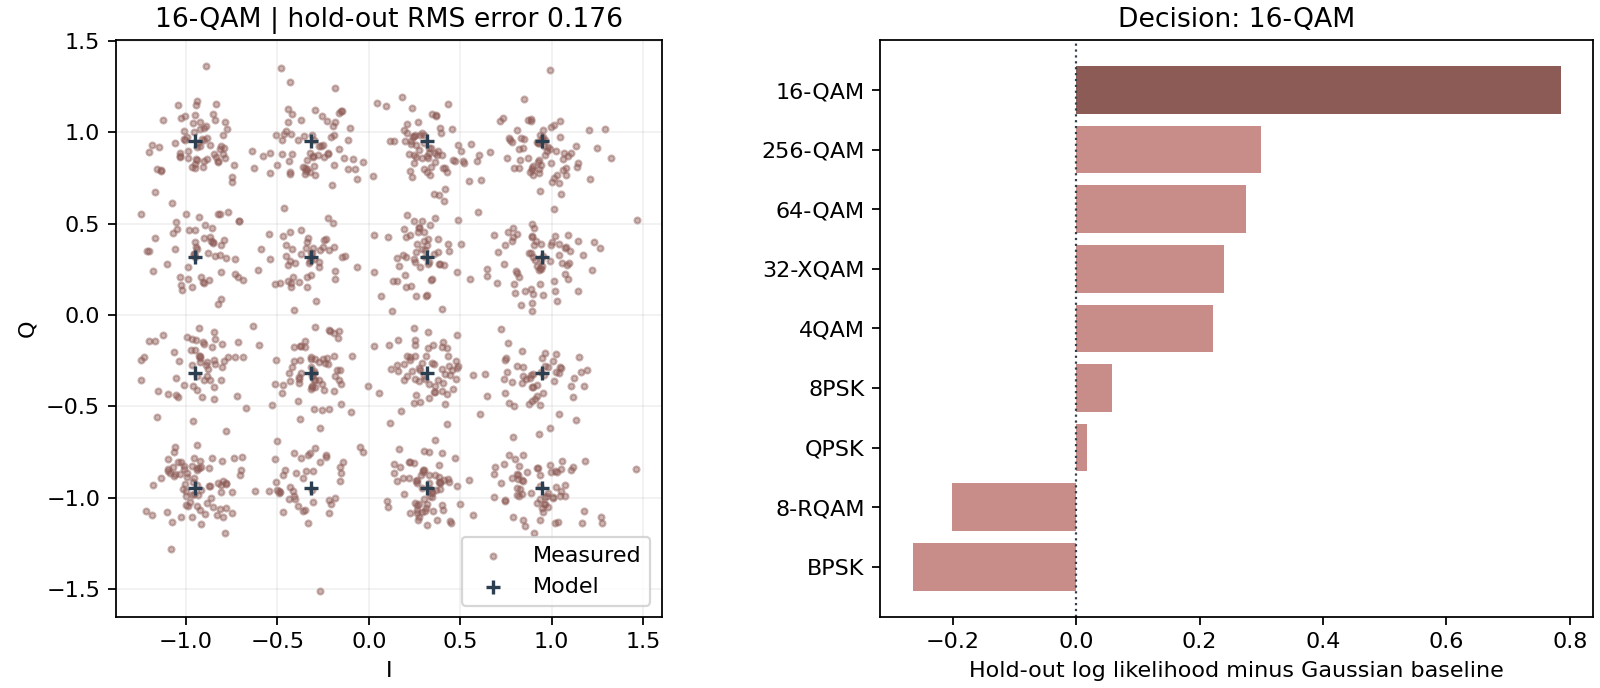 16-QAM | hold-out RMS error 0.176
1.5
1.0
0.5
0.0
−0.5
−1.0
−1.5
Q
−1.0
−0.5
0.0
0.5
1.0
1.5
I
Measured
Model
Decision: 16-QAM
16-QAM
256-QAM
64-QAM
32-XQAM
4QAM
8PSK
QPSK
8-RQAM
BPSK
−0.2
0.0
0.2
0.4
0.6
0.8
Hold-out log likelihood minus Gaussian baseline